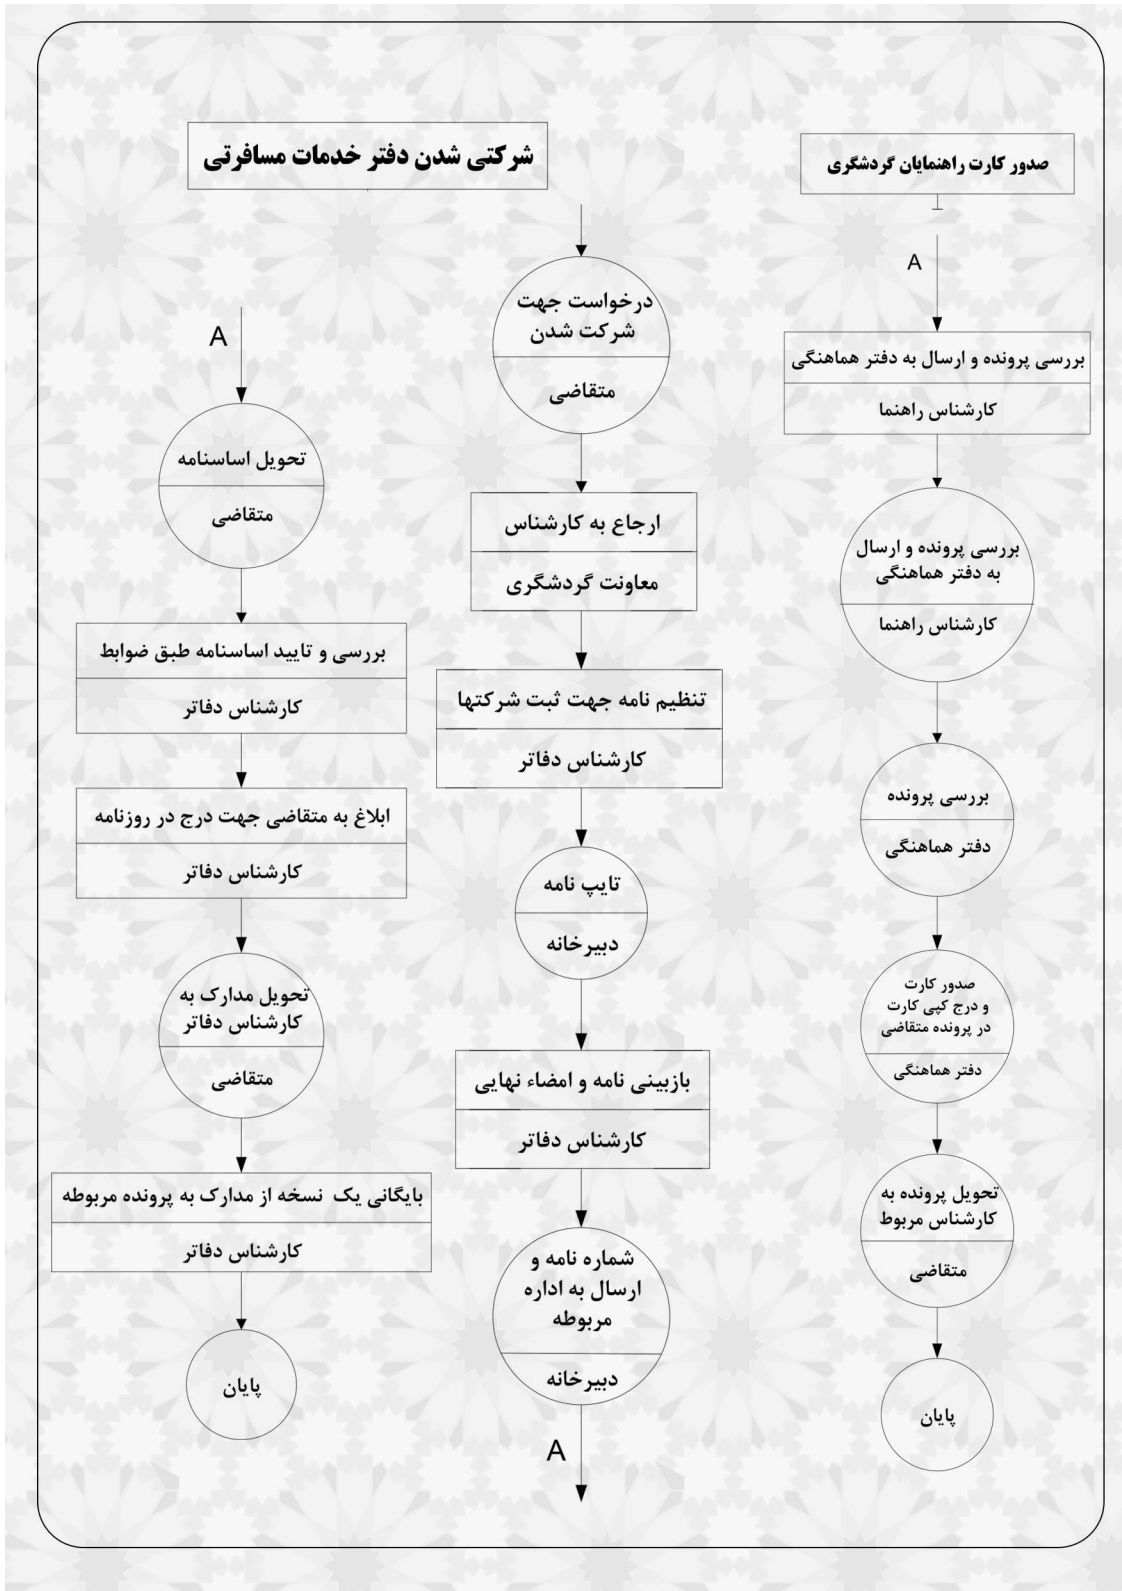 صدور کارت راهنمایان گردشگری
A
بررسی پرونده و ارسال به دفتر هماهنگی
کارشناس راهنما
بررسی پرونده و ارسال
به دفتر هماهنگی
کارشناس راهنما
بررسی پرونده
دفتر هماهنگی
صدور کارت
و درج کپی کارت
در پرونده متقاضی
دفتر هماهنگی
تحویل پرونده به
کارشناس مربوط
متقاضی
پایان
شرکتی شدن دفتر خدمات مسافرتی
درخواست جهت
شرکت شدن
متقاضی
ارجاع به کارشناس
معاونت گردشگری
تنظیم نامه جهت ثبت شرکتها
کارشناس دفاتر
تایپ نامه
دبیرخانه
بازبینی نامه و امضاء نهایی
کارشناس دفاتر
شماره نامه و
ارسال به اداره
مربوطه
دبیرخانه
A
A
تحویل اساسنامه
متقاضی
بررسی و تایید اساسنامه طبق ضوابط
کارشناس دفاتر
ابلاغ به متقاضی جهت درج در روزنامه
کارشناس دفاتر
تحویل مدارک به
کارشناس دفاتر
متقاضی
بایگانی یک نسخه از مدارک به پرونده مربوطه
کارشناس دفاتر
پایان